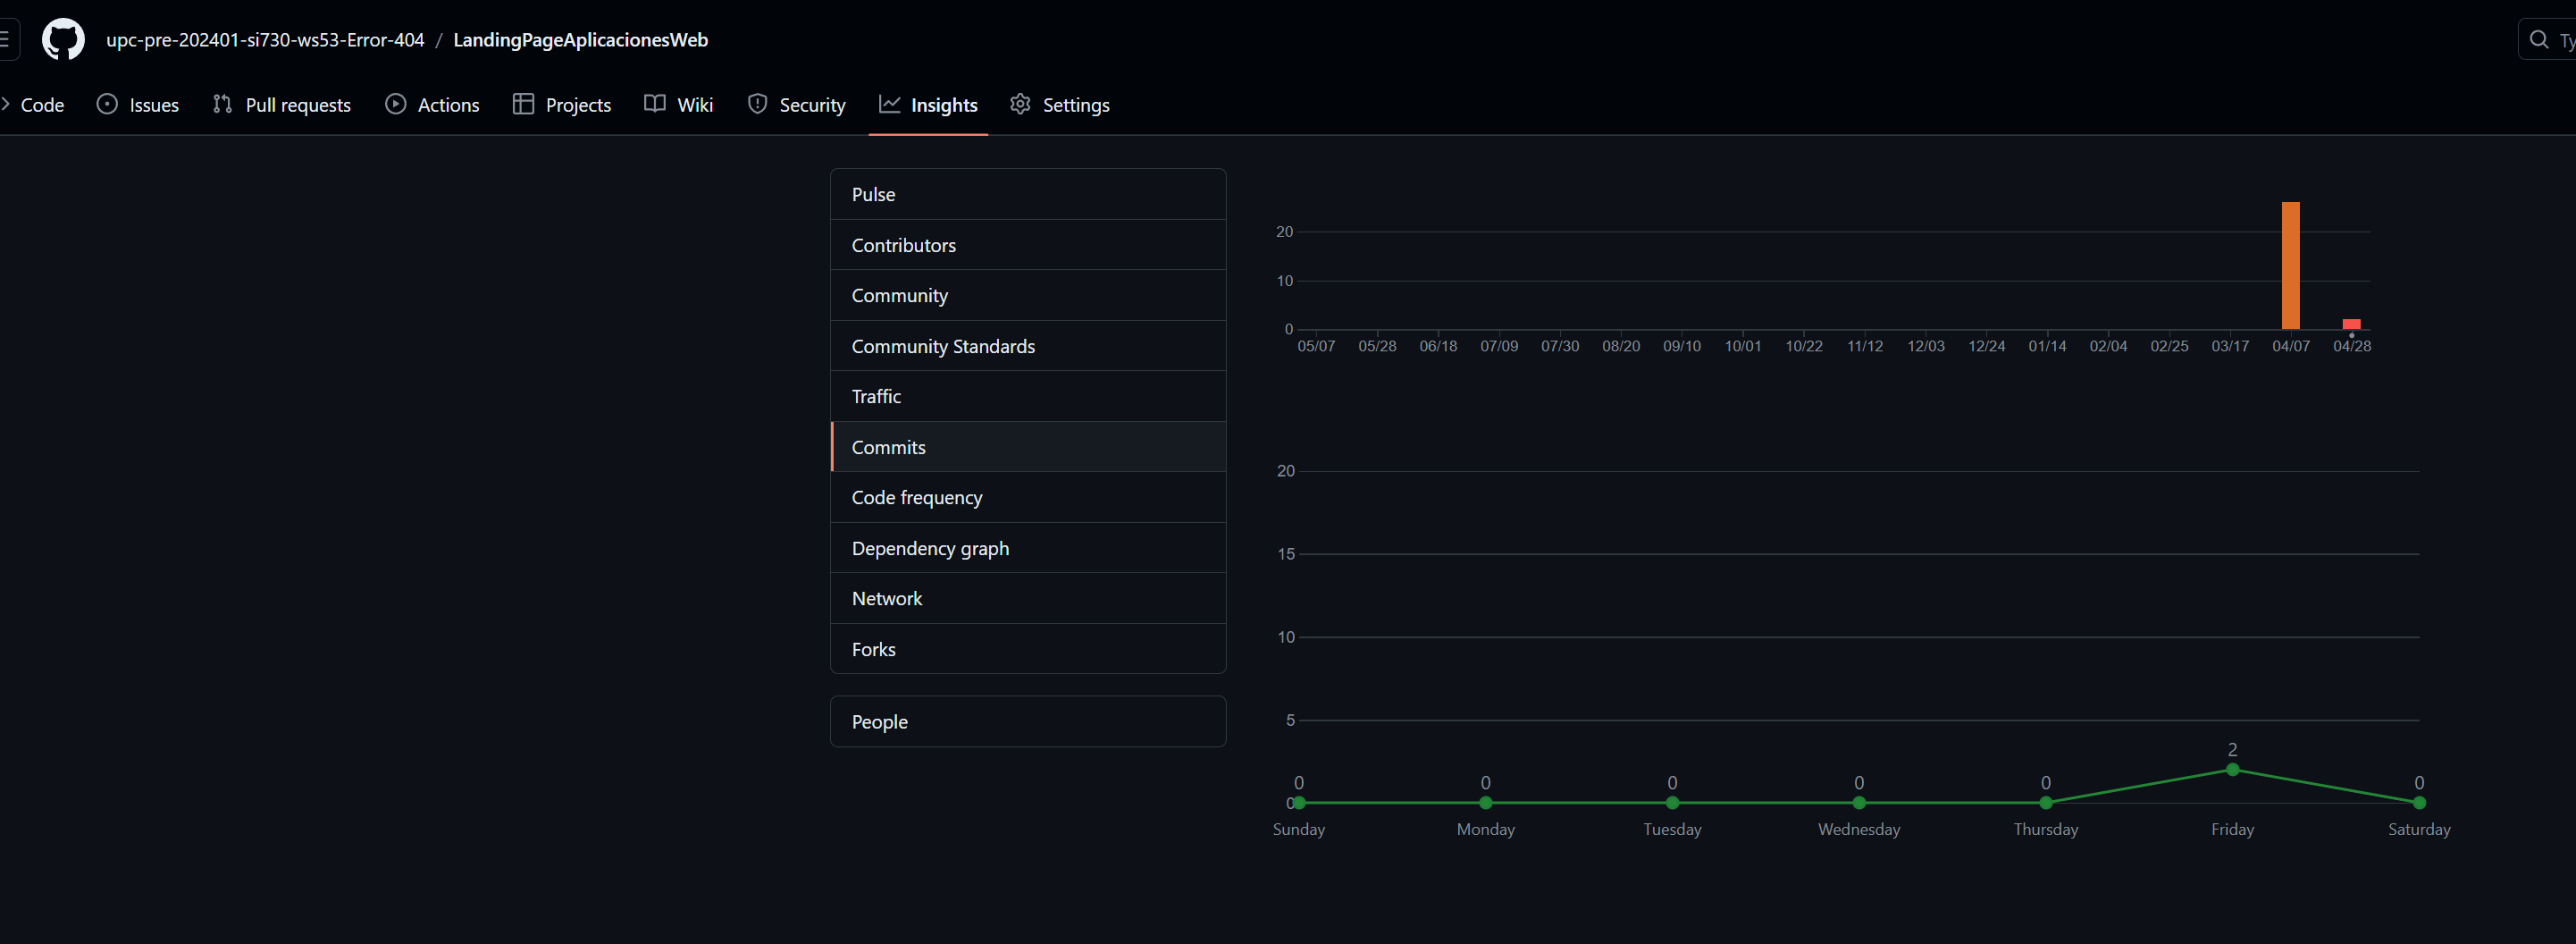 upc-pre-202401-si730-ws53-Error-404 / LandingPageAplicacionesWeb
Code Issues Pull requests Actions Projects Wiki Security Insights Settings
Pulse
Contributors
Community
Community Standards
Traffic
Commits
Code frequency
Dependency graph
Network
Forks
People
20
10
0
05/07 05/28 06/18 07/09 07/30 08/20 09/10 10/01 10/22 11/12 12/03 12/24 01/14 02/04 02/25 03/17 04/07 04/28
20
15
10
5
0
0 0 0 0 0 2 0
Sunday Monday Tuesday Wednesday Thursday Friday Saturday